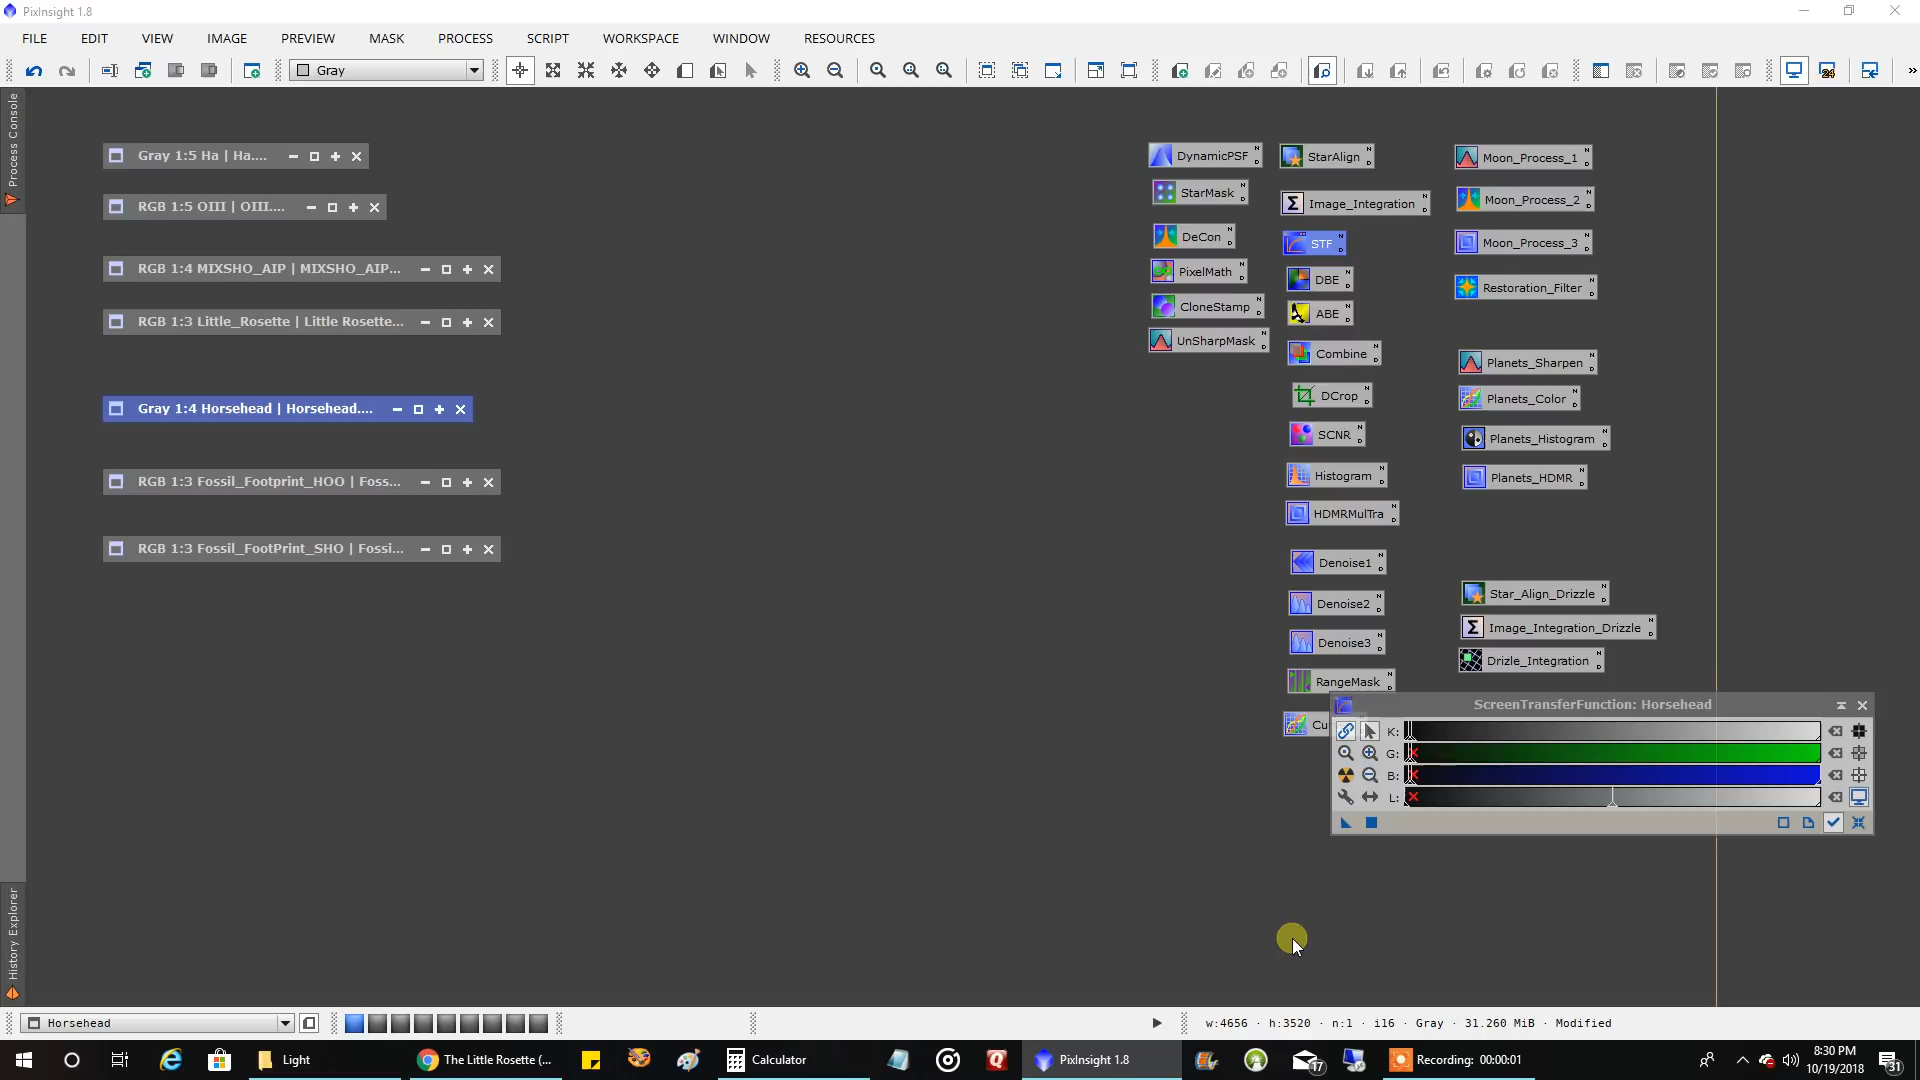 PixInsight 1.8
FILE EDIT VIEW IMAGE PREVIEW MASK PROCESS SCRIPT WORKSPACE WINDOW RESOURCES
Gray
24
Process Console
Gray 1:5 Ha | Ha....
RGB 1:5 OIII | OIII....
RGB 1:4 MIXSHO_AIP | MIXSHO_AIP...
RGB 1:3 Little_Rosette | Little Rosette...
Gray 1:4 Horsehead | Horsehead....
RGB 1:3 Fossil_Footprint_HOO | Foss...
RGB 1:3 Fossil_FootPrint_SHO | Fossi...
DynamicPSF
StarMask
DeCon
PixelMath
CloneStamp
UnSharpMask
StarAlign
Image_Integration
STF
DBE
ABE
Combine
DCrop
SCNR
Histogram
HDMRMulTra
Denoise1
Denoise2
Denoise3
RangeMask
Cu
Moon_Process_1
Moon_Process_2
Moon_Process_3
Restoration_Filter
Planets_Sharpen
Planets_Color
Planets_Histogram
Planets_HDMR
Star_Align_Drizzle
Image_Integration_Drizzle
Drizle_Integration
ScreenTransferFunction: Horsehead
K:
G:
B:
L:
History Explorer
Horsehead
w:4656 · h:3520 · n:1 · i16 · Gray · 31.260 MiB · Modified
Light
The Little Rosette (...
Calculator
PixInsight 1.8
17
Recording: 00:00:01
8:30 PM
10/19/2018
31